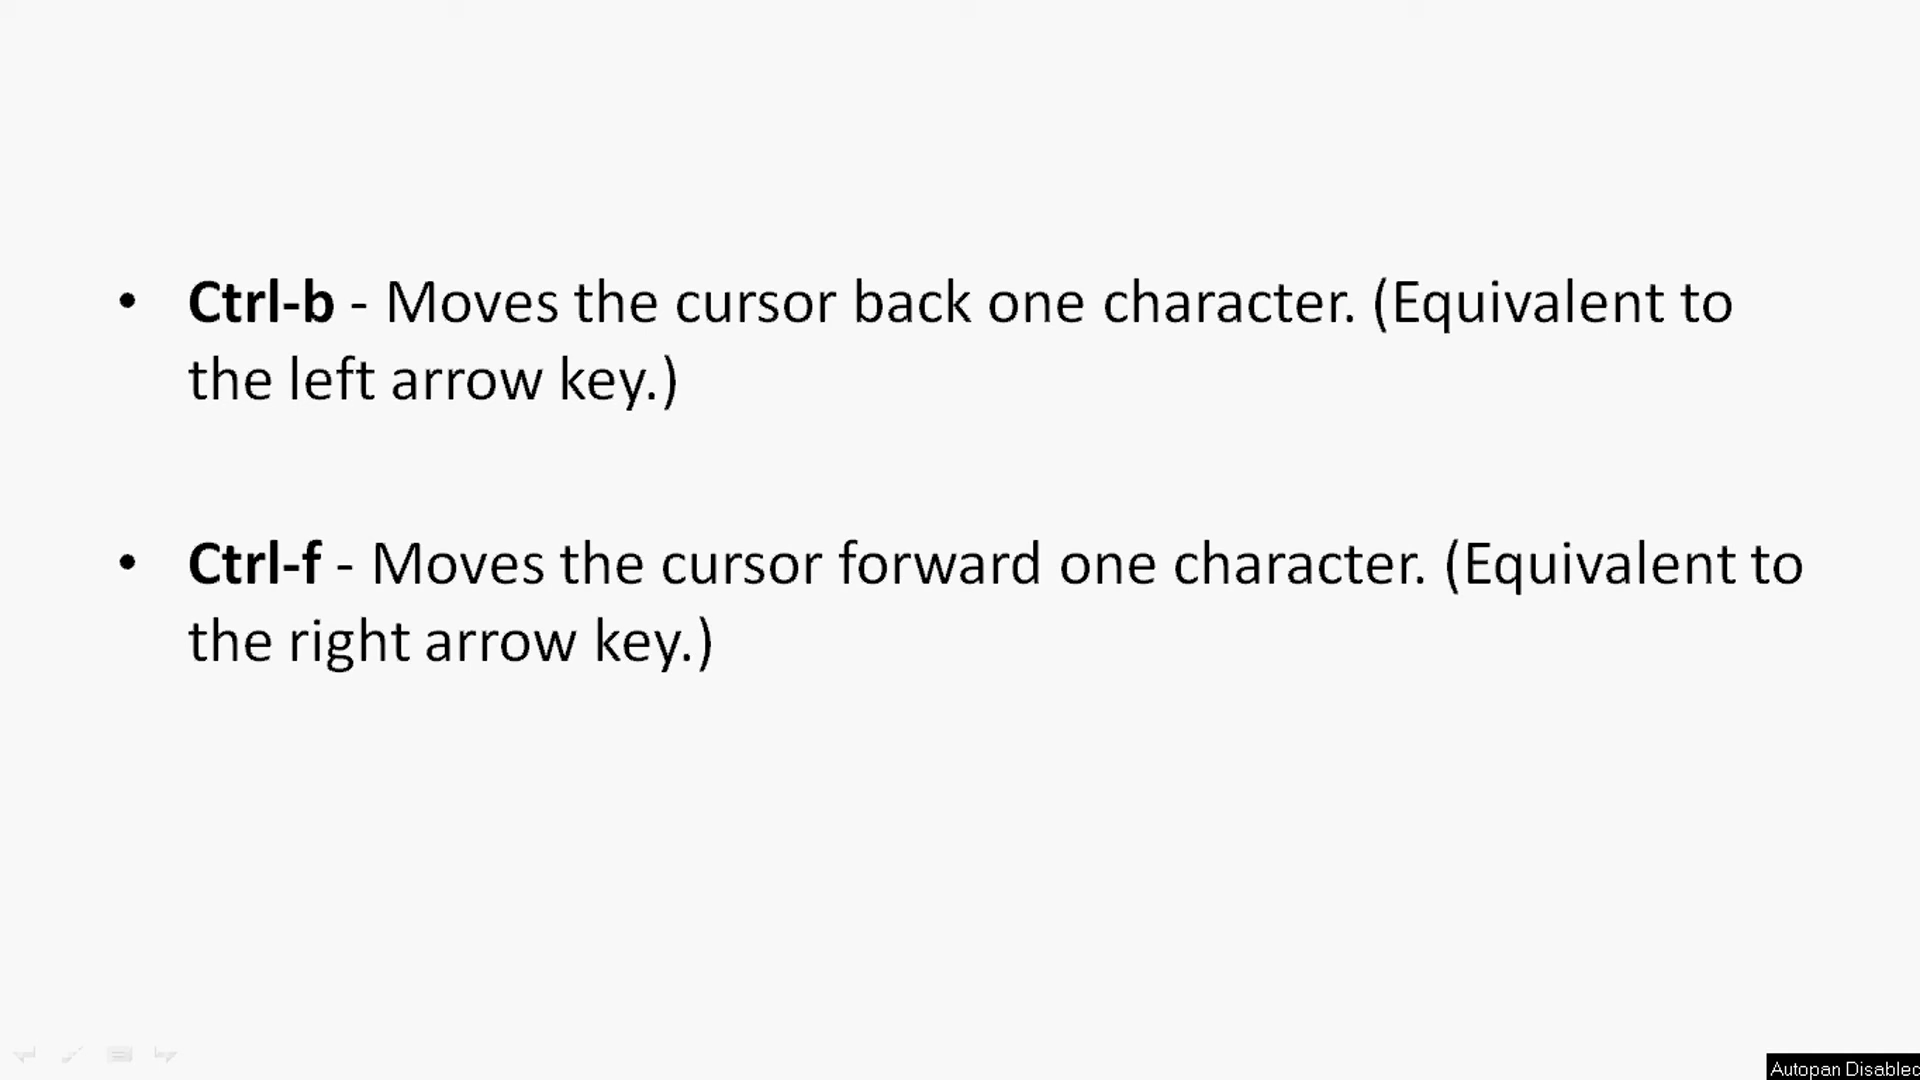 • Ctrl-b - Moves the cursor back one character. (Equivalent to
the left arrow key.)
• Ctrl-f - Moves the cursor forward one character. (Equivalent to
the right arrow key.)
Autopan Disabled